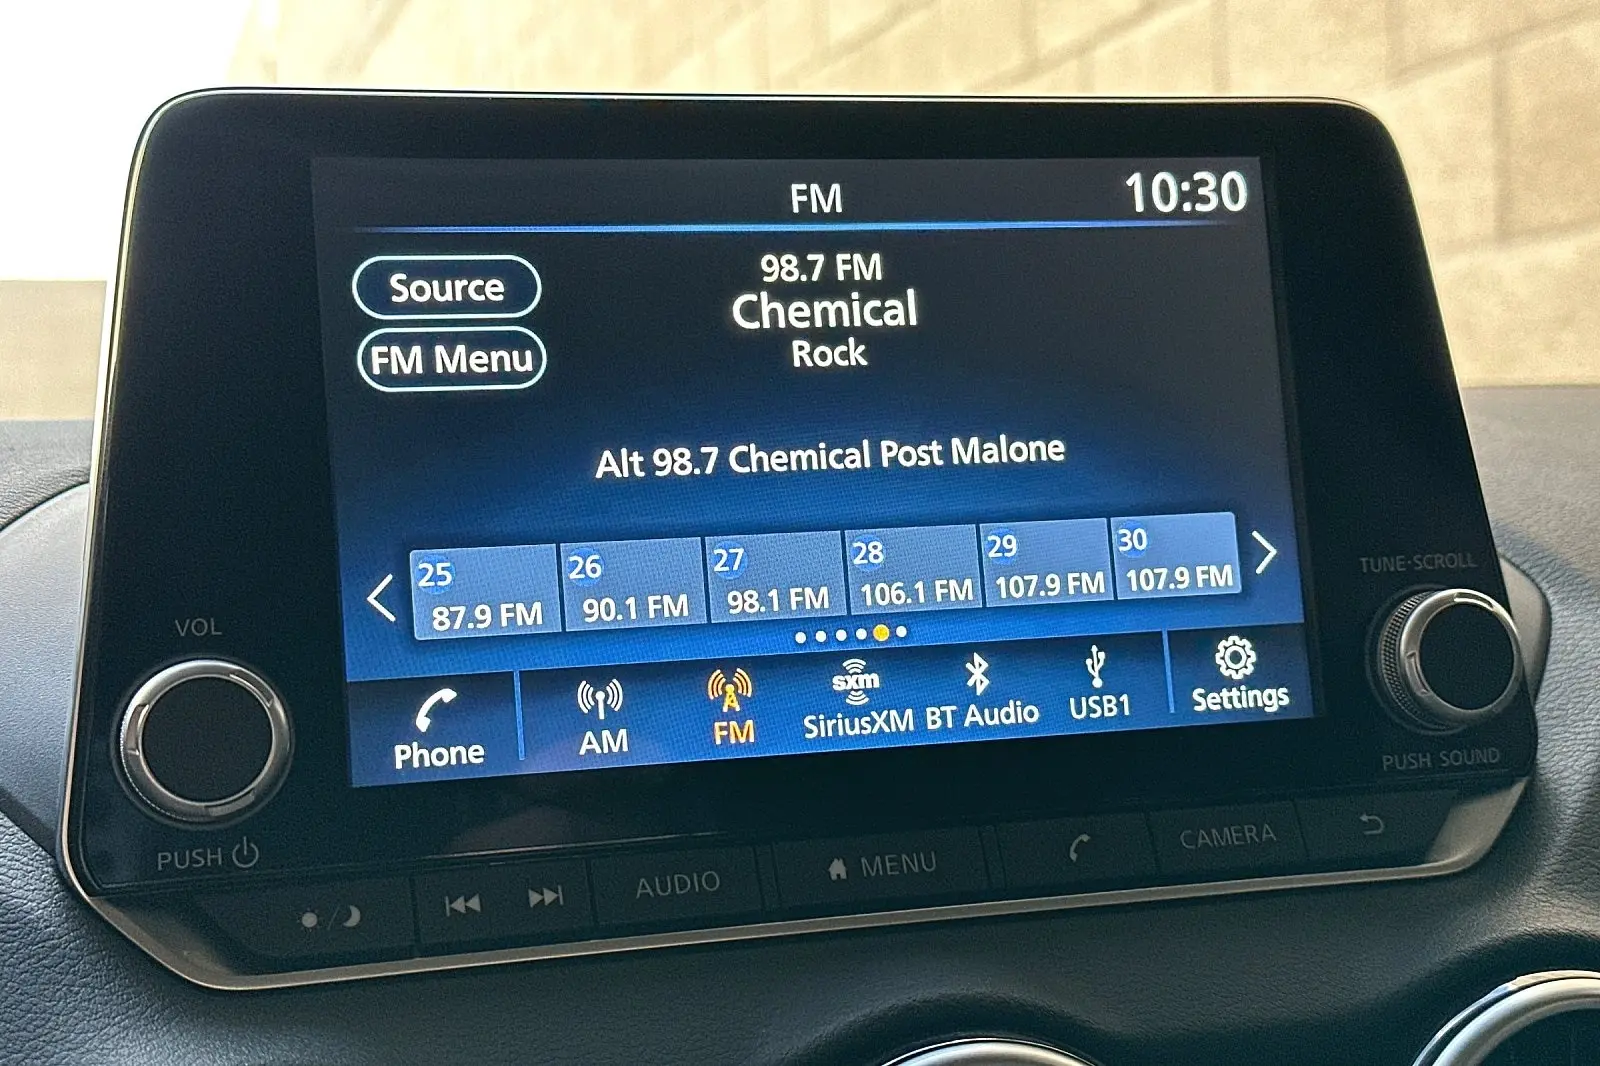 FM
10:30
Source
FM Menu
98.7 FM
Chemical
Rock
Alt 98.7 Chemical Post Malone
25
26
27
28
29
30
87.9 FM
90.1 FM
98.1 FM
106.1 FM
107.9 FM
107.9 FM
Phone
AM
FM
sxm
SiriusXM
BT Audio
USB1
Settings
VOL
PUSH
TUNE·SCROLL
PUSH SOUND
AUDIO
MENU
CAMERA